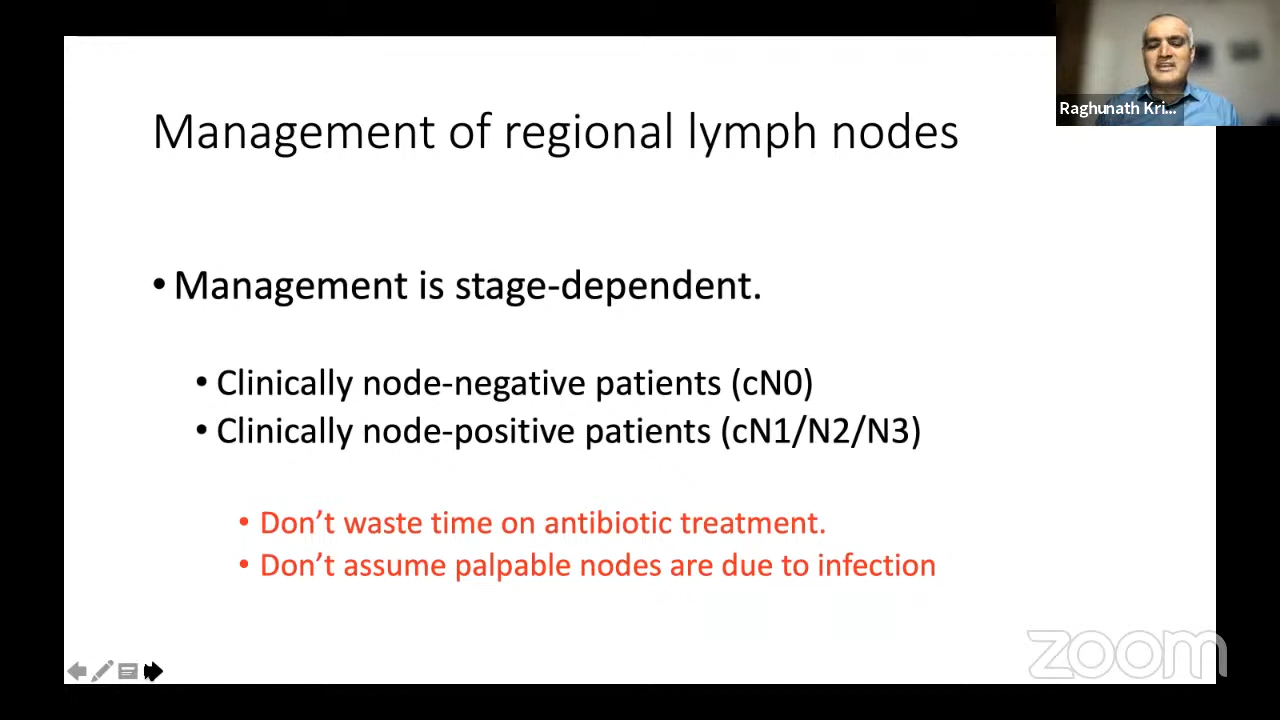 Raghunath Kri...
Management of regional lymph nodes
• Management is stage-dependent.
• Clinically node-negative patients (cN0)
• Clinically node-positive patients (cN1/N2/N3)
• Don’t waste time on antibiotic treatment.
• Don’t assume palpable nodes are due to infection
zoom